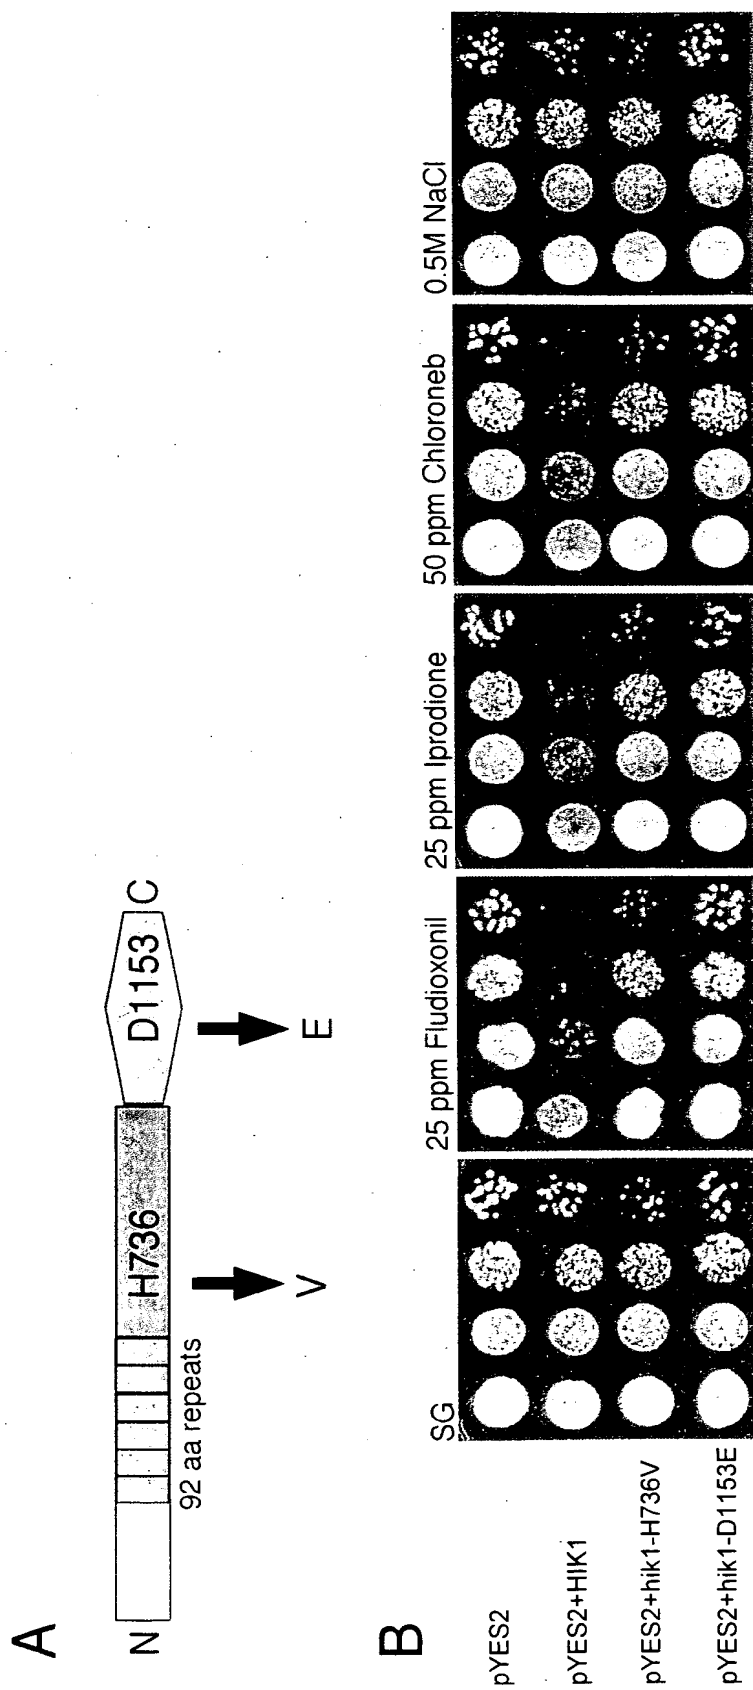 A
N
H736
D1153
C
92 aa repeats
V
E
B
SG
25 ppm Fludioxonil
25 ppm Iprodione
50 ppm Chloroneb
0.5M NaCl
pYES2
pYES2+HIK1
pYES2+hik1-H736V
pYES2+hik1-D1153E